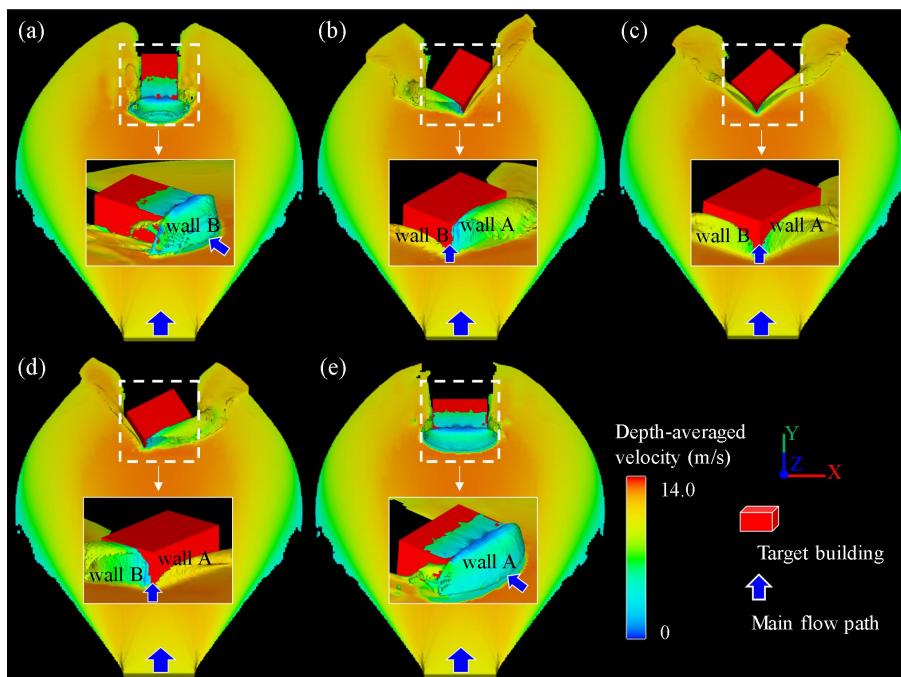 (a)
(b)
(c)
wall B
wall B
wall A
wall B
wall A
(d)
(e)
wall B
wall A
wall A
Depth-averaged
velocity (m/s)
14.0
0
Y
Z
X
Target building
Main flow path